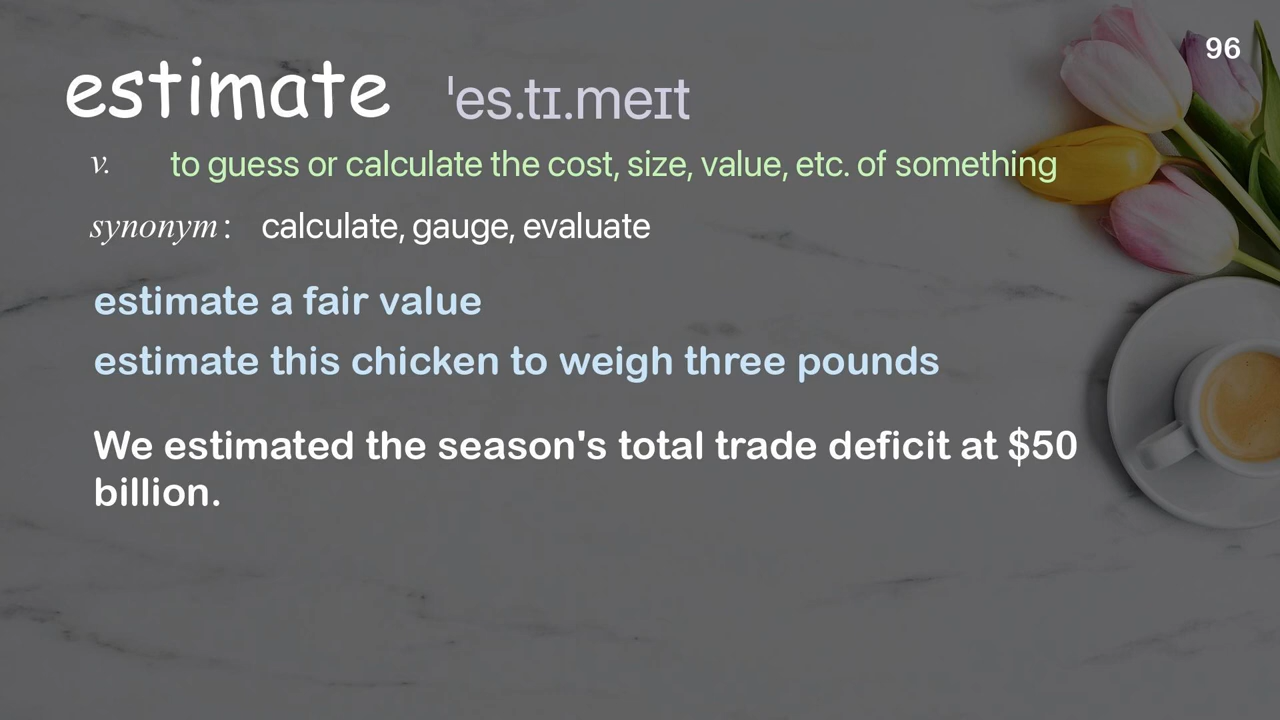 96
estimate ˈes.tɪ.meɪt
v. to guess or calculate the cost, size, value, etc. of something
synonym: calculate, gauge, evaluate
estimate a fair value
estimate this chicken to weigh three pounds
We estimated the season's total trade deficit at $50
billion.